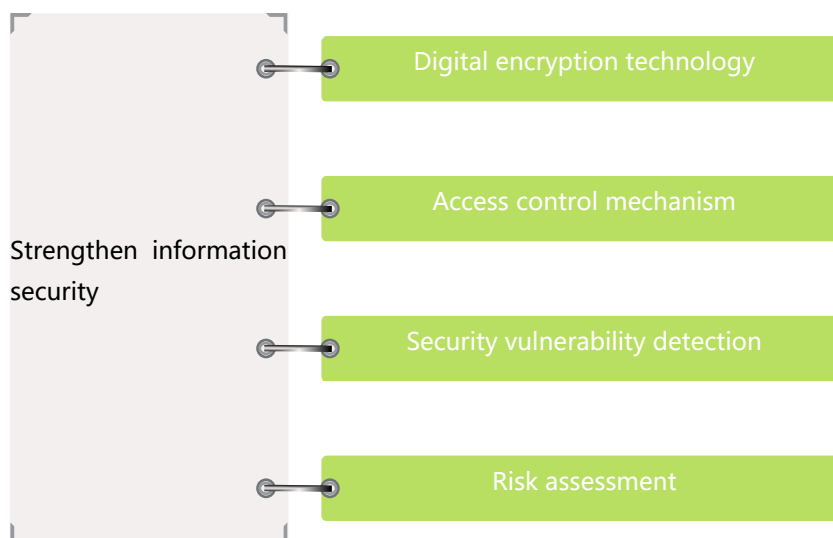 Digital encryption technology
Access control mechanism
Strengthen information
security
Security vulnerability detection
Risk assessment